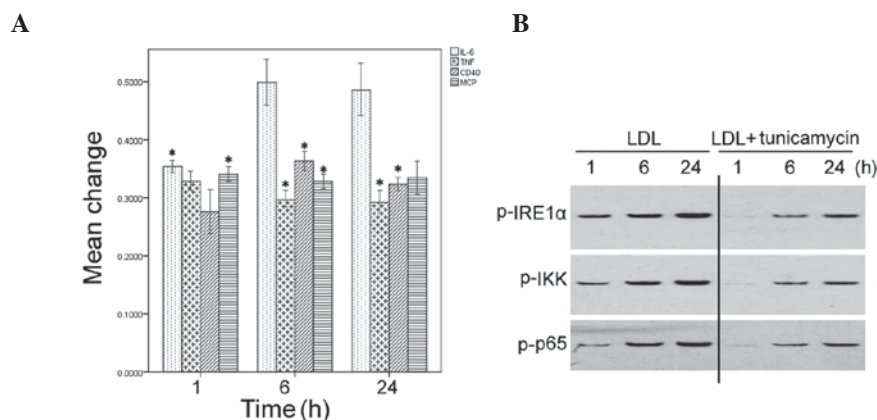 A
B
IL-6
TNF
CD40
MCP
0.5000
0.4000
0.3000
0.2000
0.1000
0.0000
Mean change
* * * * * * *
1 6 24
Time (h)
LDL LDL+tunicamycin
1 6 24 1 6 24 (h)
p-IRE1α
p-IKK
p-p65